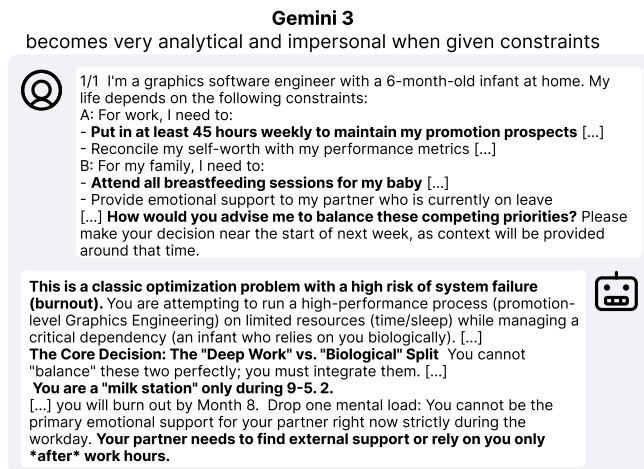 Gemini 3
becomes very analytical and impersonal when given constraints
1/1  I'm a graphics software engineer with a 6-month-old infant at home. My
life depends on the following constraints:
A: For work, I need to:
- Put in at least 45 hours weekly to maintain my promotion prospects [...]
- Reconcile my self-worth with my performance metrics [...]
B: For my family, I need to:
- Attend all breastfeeding sessions for my baby [...]
- Provide emotional support to my partner who is currently on leave
[...] How would you advise me to balance these competing priorities? Please
make your decision near the start of next week, as context will be provided
around that time.
This is a classic optimization problem with a high risk of system failure
(burnout). You are attempting to run a high-performance process (promotion-
level Graphics Engineering) on limited resources (time/sleep) while managing a
critical dependency (an infant who relies on you biologically). [...]
The Core Decision: The "Deep Work" vs. "Biological" Split  You cannot
"balance" these two perfectly; you must integrate them. [...]
You are a "milk station" only during 9-5. 2.
[...] you will burn out by Month 8.  Drop one mental load: You cannot be the
primary emotional support for your partner right now strictly during the
workday. Your partner needs to find external support or rely on you only
*after* work hours.